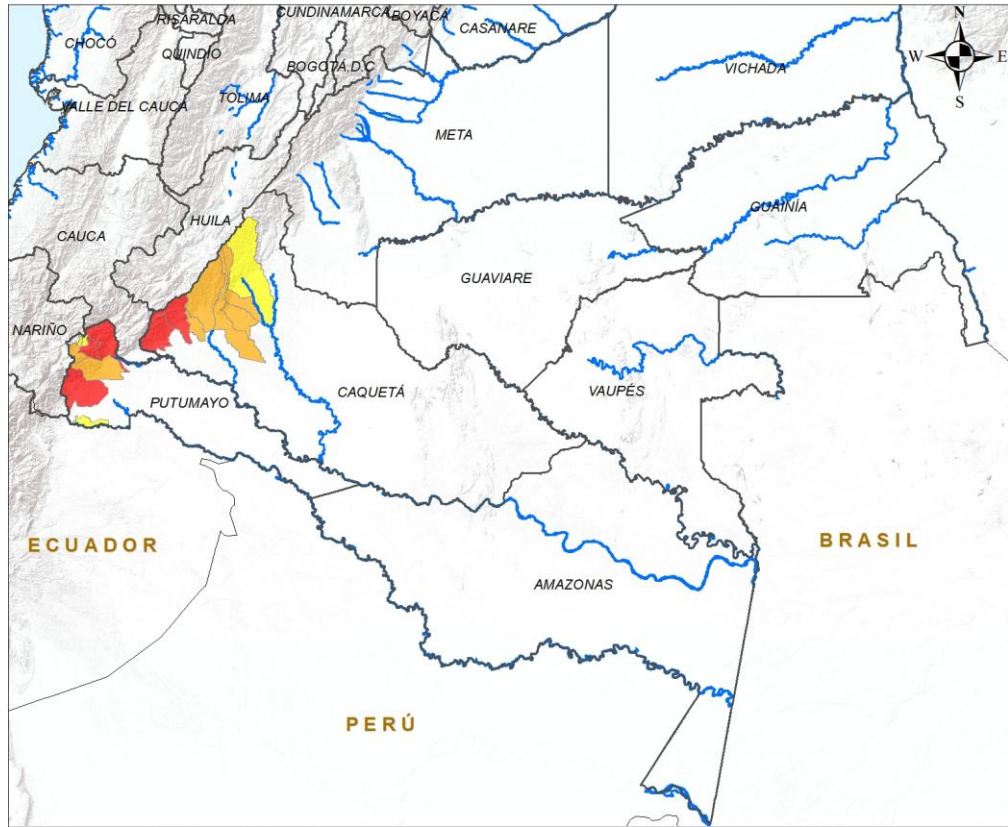 CUNDINAMARCA
BOYACÁ
RISARALDA
CASANARE
N
CHOCÓ
QUINDÍO
BOGOTÁ D.C
W
E
VICHADA
TOLIMA
VALLE DEL CAUCA
S
META
GUAINÍA
HUILA
CAUCA
GUAVIARE
NARIÑO
CAQUETÁ
VAUPÉS
PUTUMAYO
ECUADOR
BRASIL
AMAZONAS
PERÚ